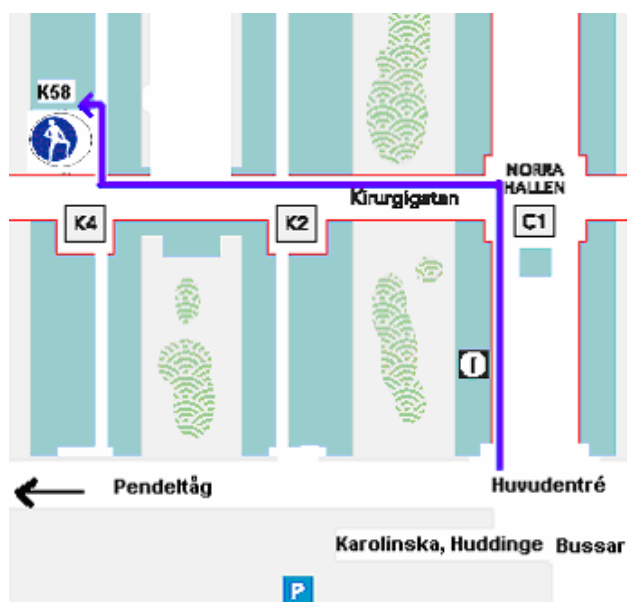 K58
NORRA
HALLEN
Kirurgigatan
K4
K2
C1
I
Pendeltåg
Huvudentré
Karolinska, Huddinge Bussar
P